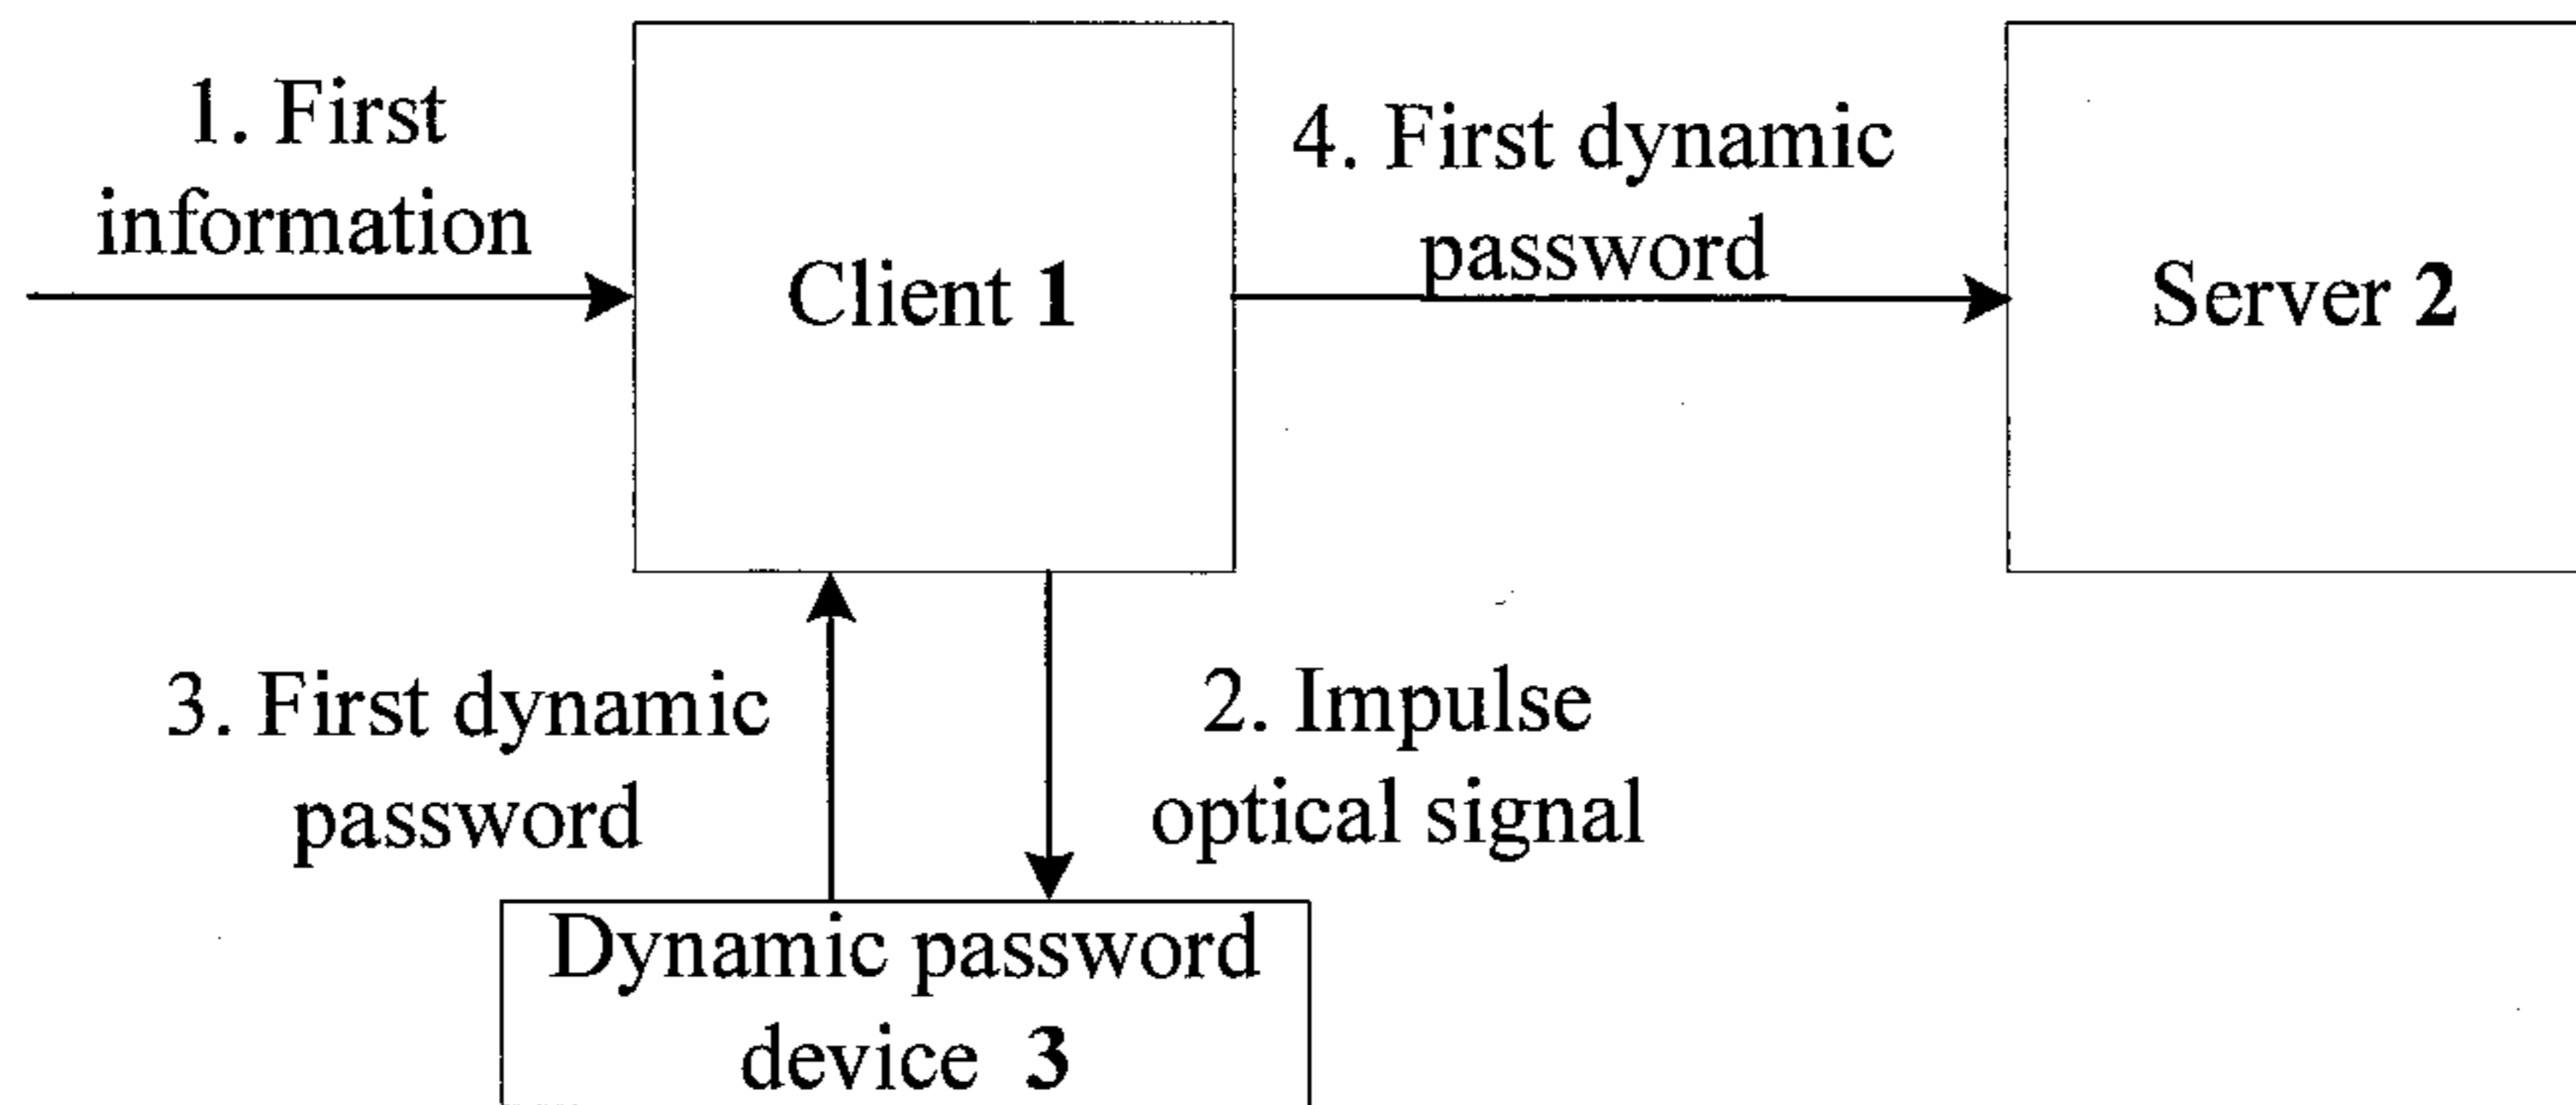 1. First
information
Client 1
4. First dynamic
password
Server 2
3. First dynamic
password
2. Impulse
optical signal
Dynamic password
device 3